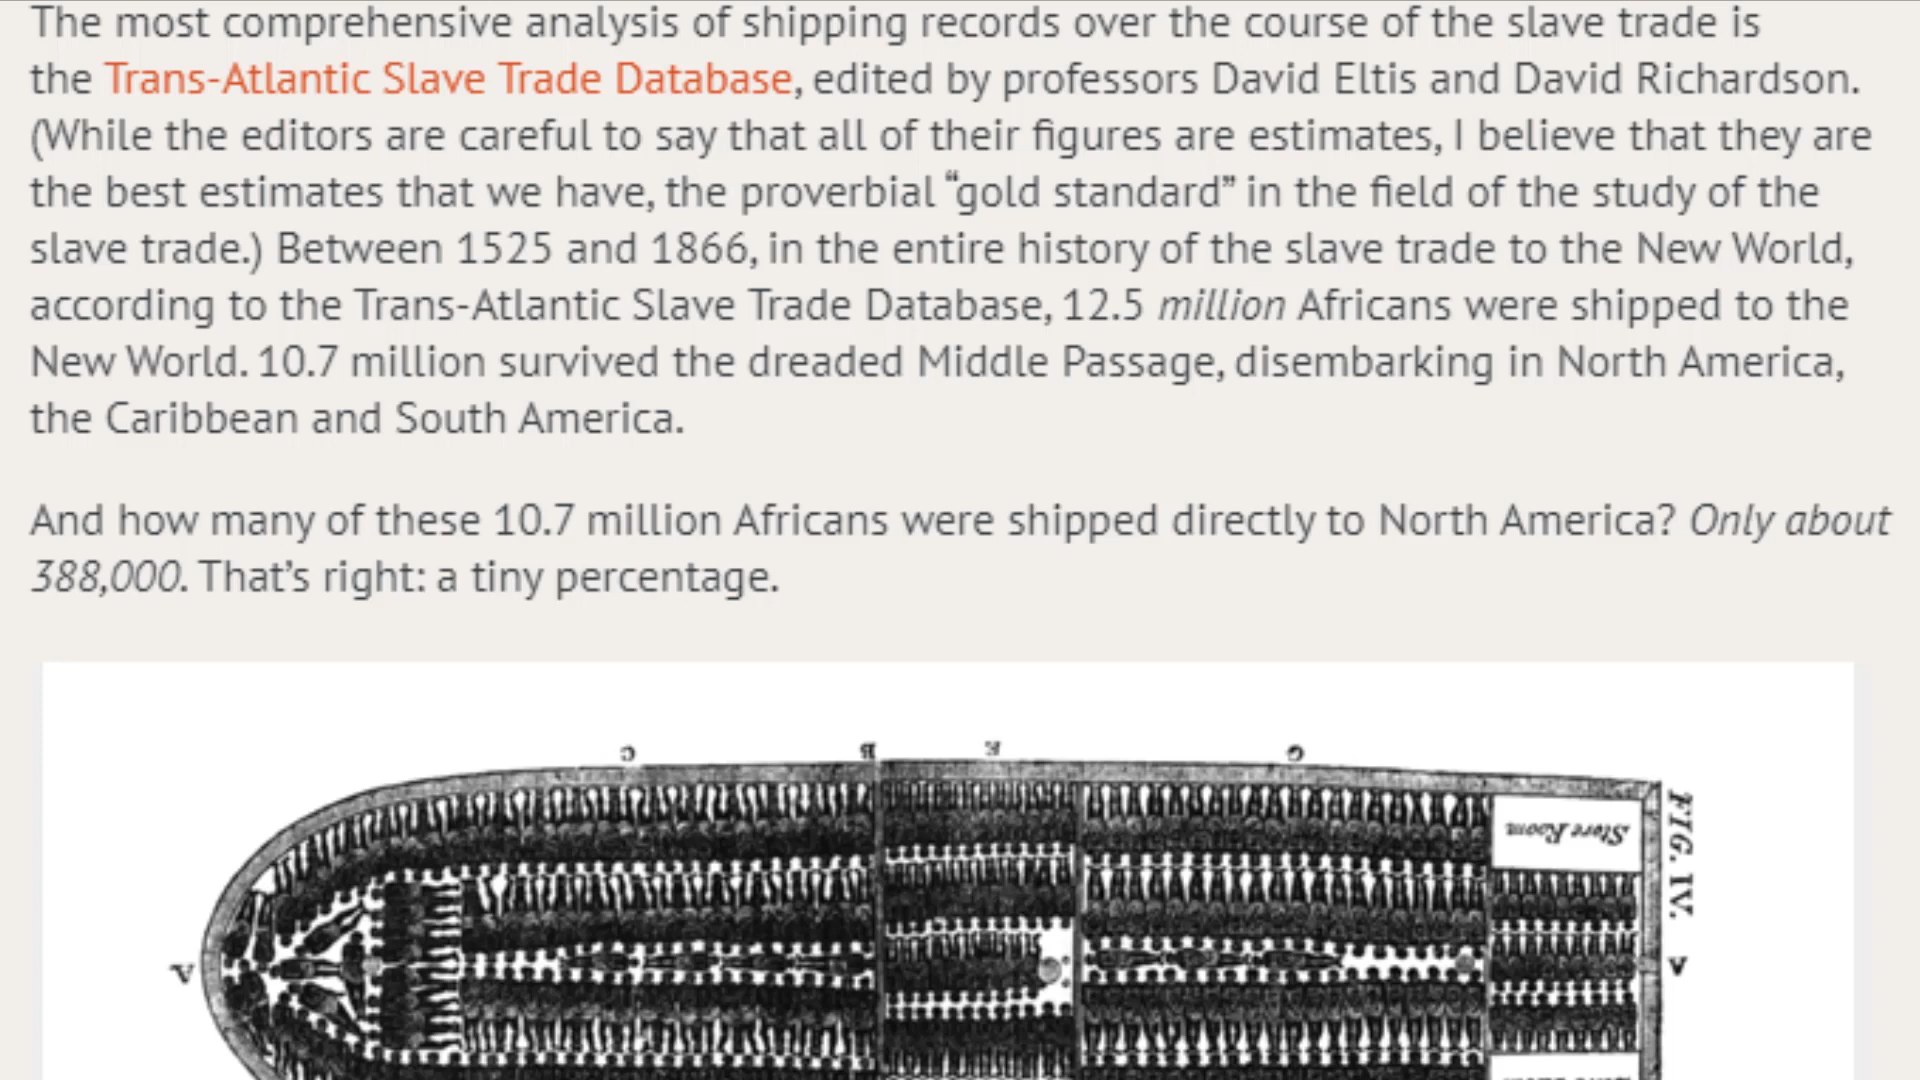 The most comprehensive analysis of shipping records over the course of the slave trade is
the Trans-Atlantic Slave Trade Database, edited by professors David Eltis and David Richardson.
(While the editors are careful to say that all of their figures are estimates, I believe that they are
the best estimates that we have, the proverbial “gold standard” in the field of the study of the
slave trade.) Between 1525 and 1866, in the entire history of the slave trade to the New World,
according to the Trans-Atlantic Slave Trade Database, 12.5 million Africans were shipped to the
New World. 10.7 million survived the dreaded Middle Passage, disembarking in North America,
the Caribbean and South America.
And how many of these 10.7 million Africans were shipped directly to North America? Only about
388,000. That’s right: a tiny percentage.
C B E G
Store Room
FIG. IV.
A A